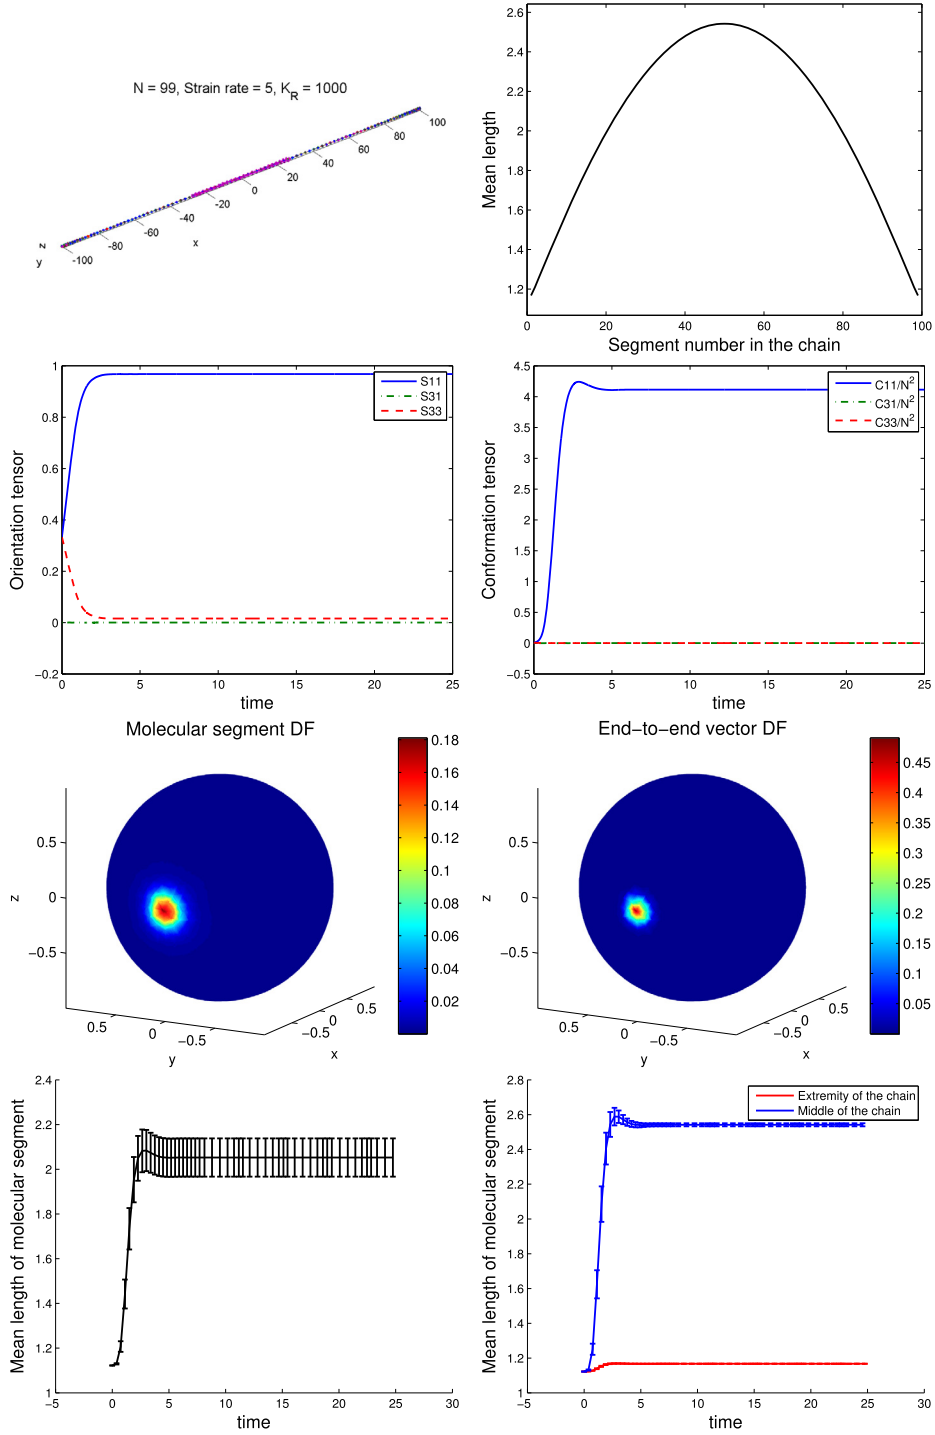 N = 99, Strain rate = 5, K_R = 1000
100
80
60
40
20
0
-20
-40
-60
-80
-100
x
z
y
2.6
2.4
2.2
2
1.8
1.6
1.4
1.2
0 20 40 60 80 100
Mean length
Segment number in the chain
1
0.8
0.6
0.4
0.2
0
−0.2
0 5 10 15 20 25
Orientation tensor
time
S11
S31
S33
4.5
4
3.5
3
2.5
2
1.5
1
0.5
0
−0.5
0 5 10 15 20 25
Conformation tensor
time
C11/N²
C31/N²
C33/N²
Molecular segment DF
0.18
0.16
0.14
0.12
0.10
0.08
0.06
0.04
0.02
0.5
0
−0.5
z
0.5 0 −0.5
y
−0.5 0 0.5
x
End−to−end vector DF
0.45
0.4
0.35
0.3
0.25
0.2
0.15
0.1
0.05
0.5
0
−0.5
z
0.5 0 −0.5
y
−0.5 0 0.5
x
2.4
2.2
2
1.8
1.6
1.4
1.2
1
−5 0 5 10 15 20 25 30
Mean length of molecular segment
time
2.8
2.6
2.4
2.2
2
1.8
1.6
1.4
1.2
1
−5 0 5 10 15 20 25 30
Mean length of molecular segment
time
Extremity of the chain
Middle of the chain